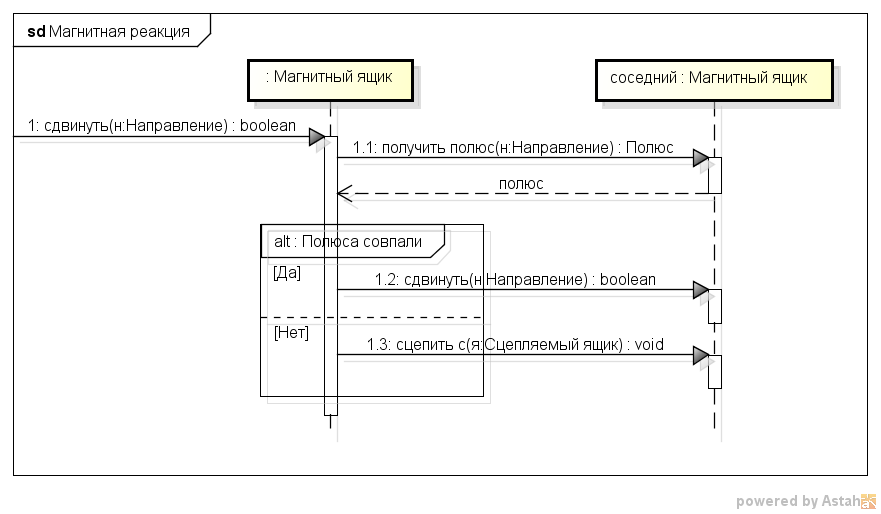 sd Магнитная реакция
: Магнитный ящик
соседний : Магнитный ящик
1: сдвинуть(н:Направление) : boolean
1.1: получить полюс(н:Направление) : Полюс
полюс
alt : Полюса совпали
[Да]
1.2: сдвинуть(н:Направление) : boolean
[Нет]
1.3: сцепить с(я:Сцепляемый ящик) : void
powered by Astah